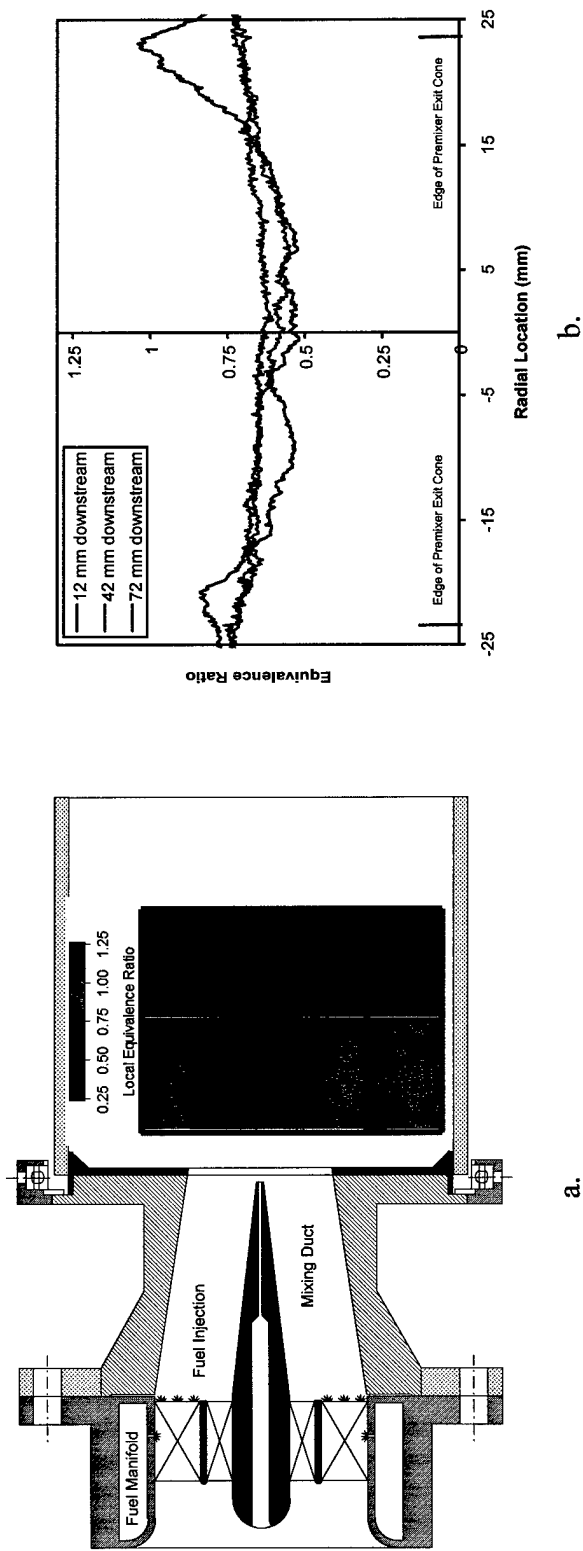 Fuel Manifold
Fuel Injection
Mixing Duct
0.25 0.50 0.75 1.00 1.25
Local Equivalence Ratio
a.
12 mm downstream
42 mm downstream
72 mm downstream
1.25
1
0.75
0.5
0
Equivalence Ratio
Edge of Premixer Exit Cone
Edge of Premixer Exit Cone
-25 -15 -5 5 15 25
Radial Location (mm)
b.